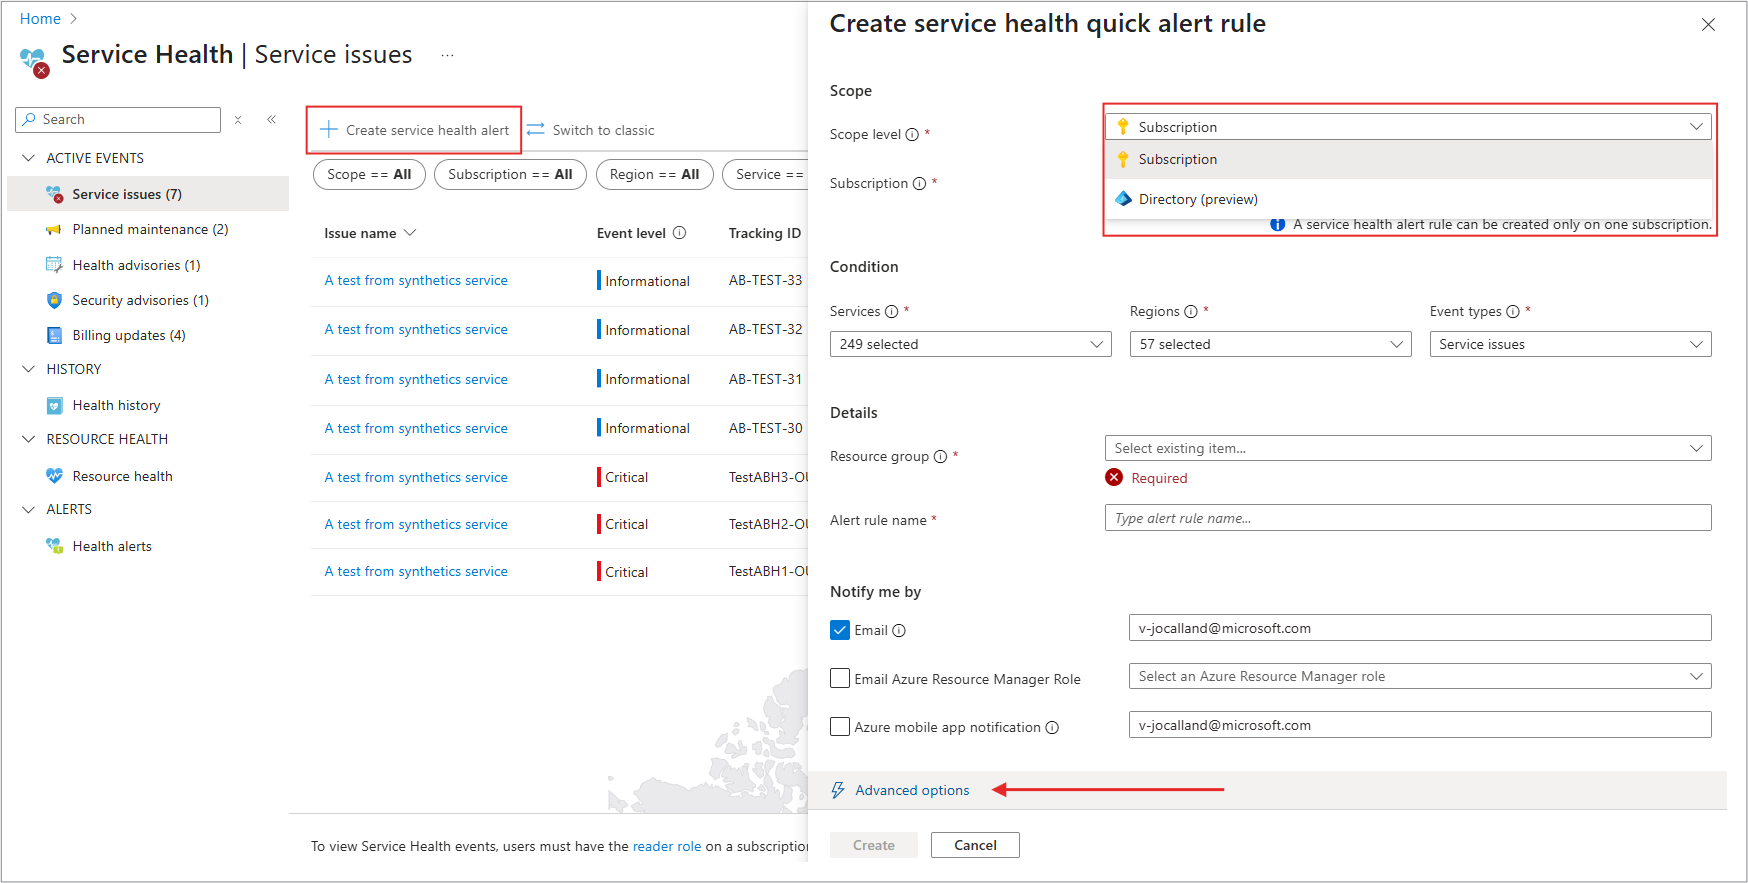 Home
Service Health | Service issues ...
Search
ACTIVE EVENTS
Service issues (7)
Planned maintenance (2)
Health advisories (1)
Security advisories (1)
Billing updates (4)
HISTORY
Health history
RESOURCE HEALTH
Resource health
ALERTS
Health alerts
Create service health alert
Switch to classic
Scope == All
Subscription == All
Region == All
Service ==
Issue name
Event level
Tracking ID
A test from synthetics service Informational AB-TEST-33
A test from synthetics service Informational AB-TEST-32
A test from synthetics service Informational AB-TEST-31
A test from synthetics service Informational AB-TEST-30
A test from synthetics service Critical TestABH3-OU
A test from synthetics service Critical TestABH2-OU
A test from synthetics service Critical TestABH1-OU
To view Service Health events, users must have the reader role on a subscription
Create service health quick alert rule
Scope
Scope level *
Subscription
Subscription
Directory (preview)
Subscription *
A service health alert rule can be created only on one subscription.
Condition
Services *
249 selected
Regions *
57 selected
Event types *
Service issues
Details
Resource group *
Select existing item...
Required
Alert rule name *
Type alert rule name...
Notify me by
Email
v-jocalland@microsoft.com
Email Azure Resource Manager Role
Select an Azure Resource Manager role
Azure mobile app notification
v-jocalland@microsoft.com
Advanced options
Create
Cancel